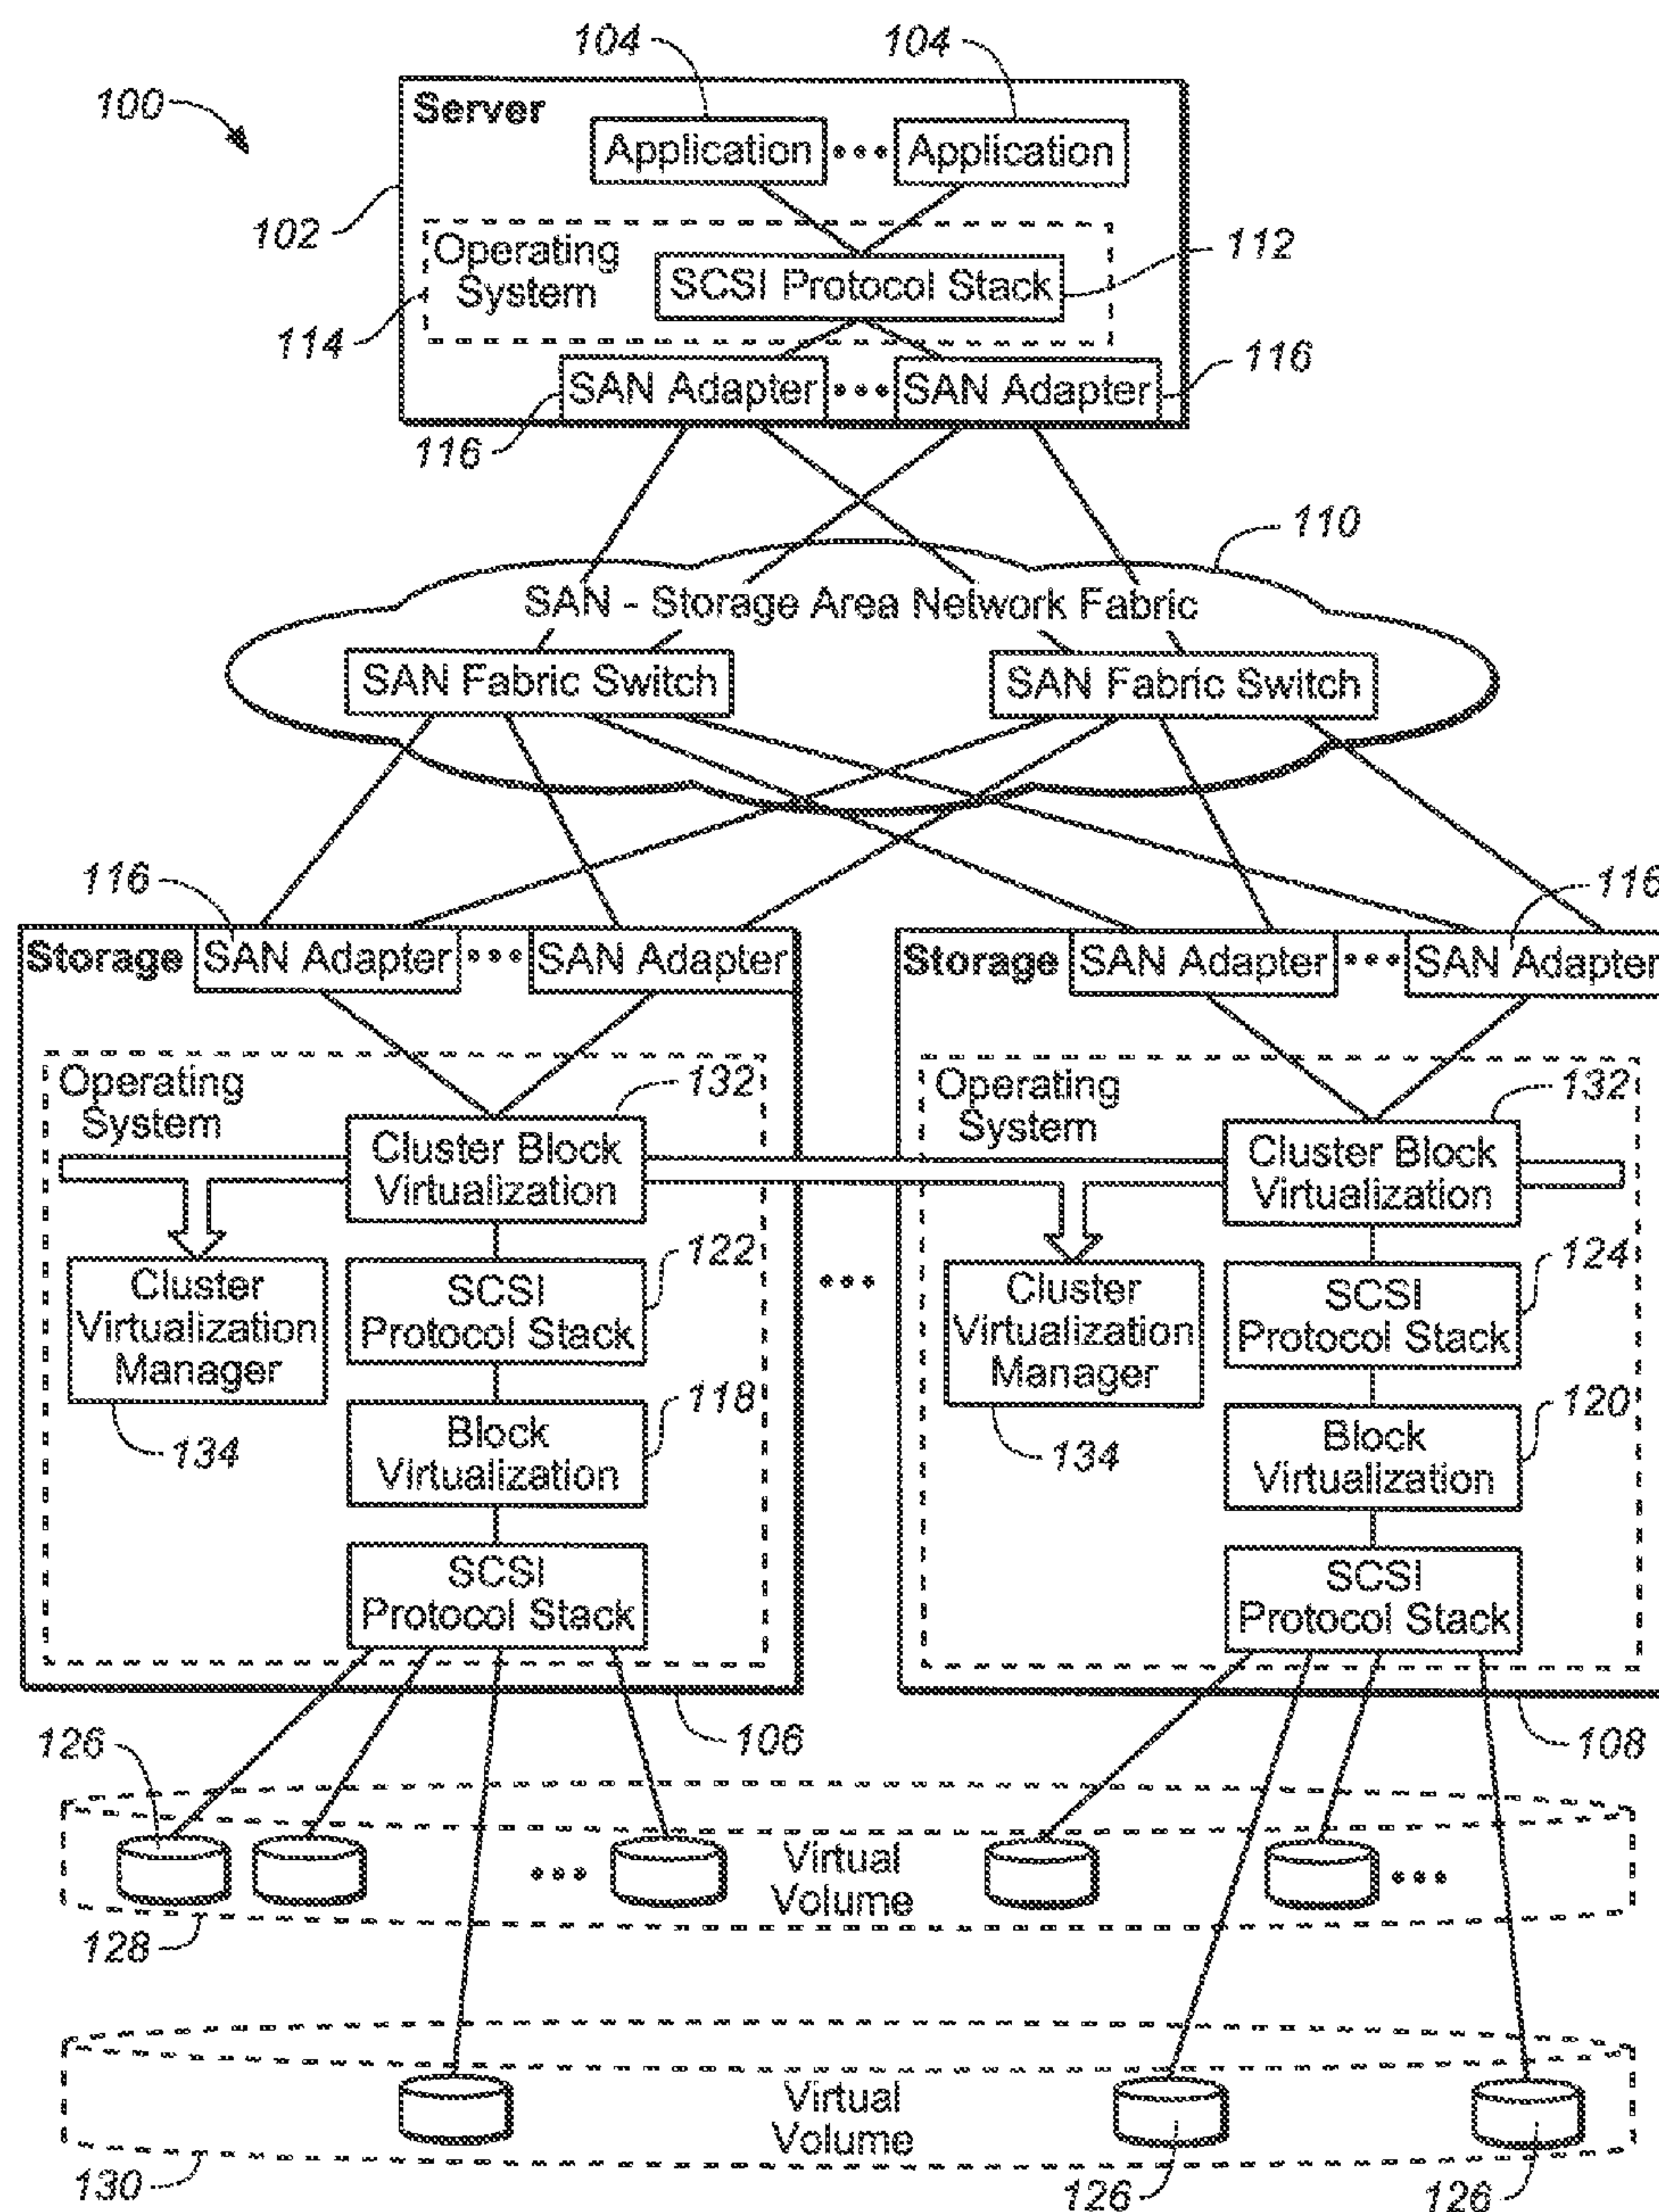 104
104
100
Server
Application
Application
102
Operating
System
SCSI Protocol Stack
112
114
SAN Adapter
SAN Adapter
116
116
110
SAN - Storage Area Network Fabric
SAN Fabric Switch
SAN Fabric Switch
116
116
Storage
SAN Adapter
SAN Adapter
Storage
SAN Adapter
SAN Adapter
Operating
System
132
Cluster Block
Virtualization
Operating
System
132
Cluster Block
Virtualization
Cluster
Virtualization
Manager
134
SCSI
Protocol Stack
122
Block
Virtualization
118
SCSI
Protocol Stack
Cluster
Virtualization
Manager
134
SCSI
Protocol Stack
124
Block
Virtualization
120
SCSI
Protocol Stack
106
108
126
Virtual
Volume
128
Virtual
Volume
130
126
126